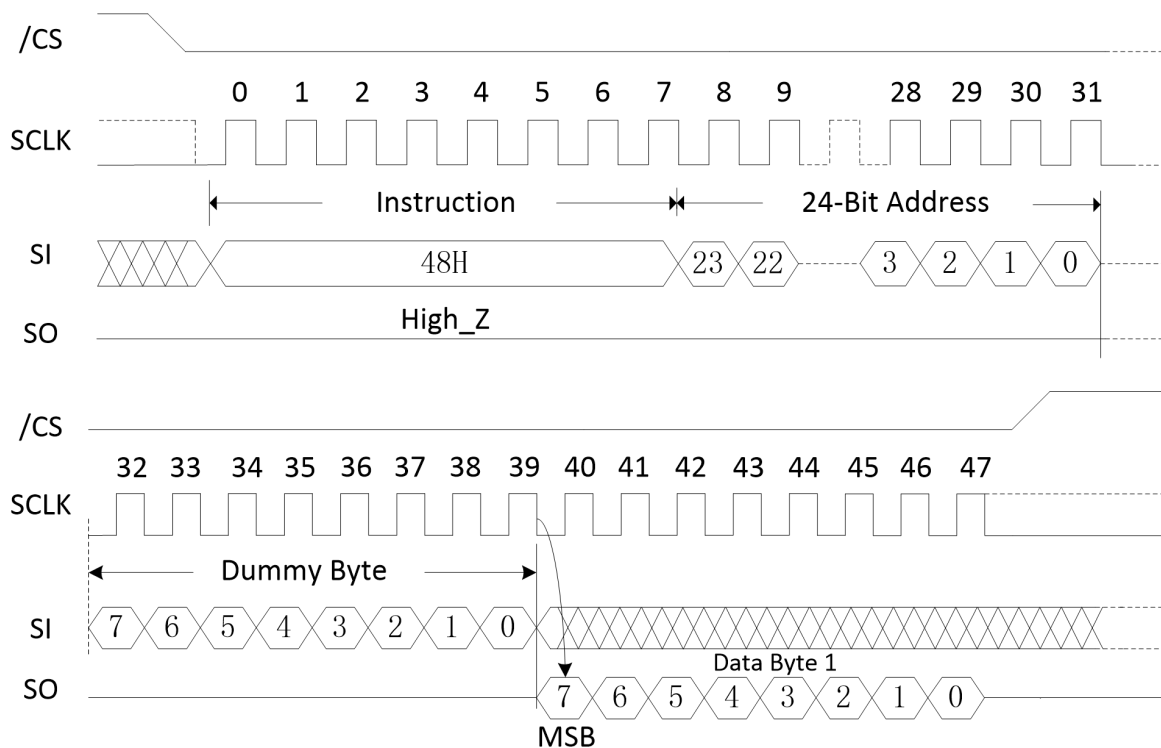 /CS
0 1 2 3 4 5 6 7 8 9 28 29 30 31
SCLK
Instruction 24-Bit Address
SI 48H 23 22 3 2 1 0
High_Z
SO
/CS
32 33 34 35 36 37 38 39 40 41 42 43 44 45 46 47
SCLK
Dummy Byte
SI 7 6 5 4 3 2 1 0
Data Byte 1
SO 7 6 5 4 3 2 1 0
MSB